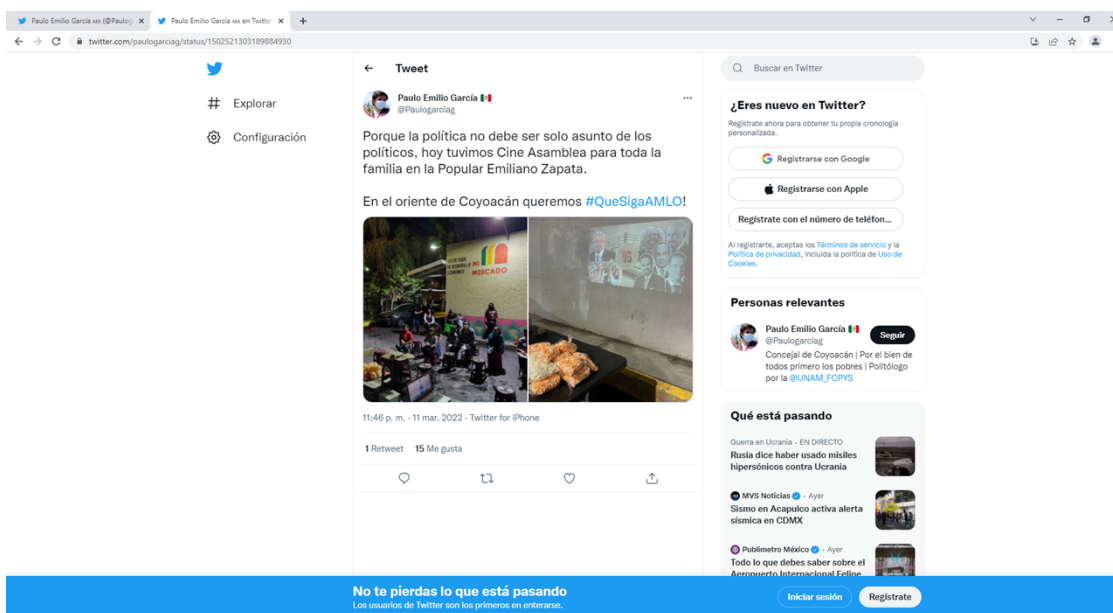 Paulo Emilio García MX (@Paulog
Paulo Emilio García MX en Twitter
twitter.com/paulogarciag/status/1502521303189884930
Explorar
Configuración
Tweet
Paulo Emilio García
@Paulogarciag
Porque la política no debe ser solo asunto de los
políticos, hoy tuvimos Cine Asamblea para toda la
familia en la Popular Emiliano Zapata.
En el oriente de Coyoacán queremos #QueSigaAMLO!
MI
MERCADO
11:46 p. m. · 11 mar. 2022 · Twitter for iPhone
1 Retweet 15 Me gusta
Buscar en Twitter
¿Eres nuevo en Twitter?
Regístrate ahora para obtener tu propia cronología
personalizada.
Registrarse con Google
Registrarse con Apple
Regístrate con el número de teléfon...
Al registrarte, aceptas los Términos de servicio y la
Política de privacidad, incluida la política de Uso de
Cookies.
Personas relevantes
Paulo Emilio García
@Paulogarciag
Seguir
Concejal de Coyoacán | Por el bien de
todos primero los pobres | Politólogo
por la @UNAM_FCPYS
Qué está pasando
Guerra en Ucrania · EN DIRECTO
Rusia dice haber usado misiles
hipersónicos contra Ucrania
MVS Noticias · Ayer
Sismo en Acapulco activa alerta
sísmica en CDMX
Publimetro México · Ayer
Todo lo que debes saber sobre el
Aeropuerto Internacional Felipe
No te pierdas lo que está pasando
Los usuarios de Twitter son los primeros en enterarse.
Iniciar sesión
Regístrate